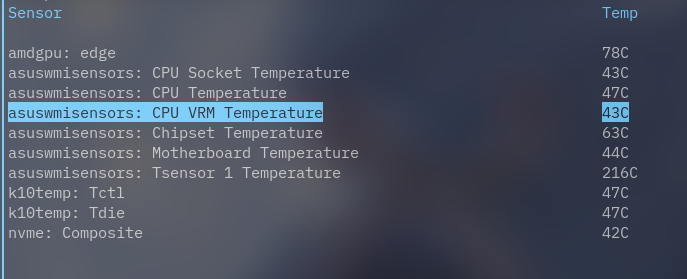 Sensor Temp
amdgpu: edge 78C
asuswmisensors: CPU Socket Temperature 43C
asuswmisensors: CPU Temperature 47C
asuswmisensors: CPU VRM Temperature 43C
asuswmisensors: Chipset Temperature 63C
asuswmisensors: Motherboard Temperature 44C
asuswmisensors: Tsensor 1 Temperature 216C
k10temp: Tctl 47C
k10temp: Tdie 47C
nvme: Composite 42C